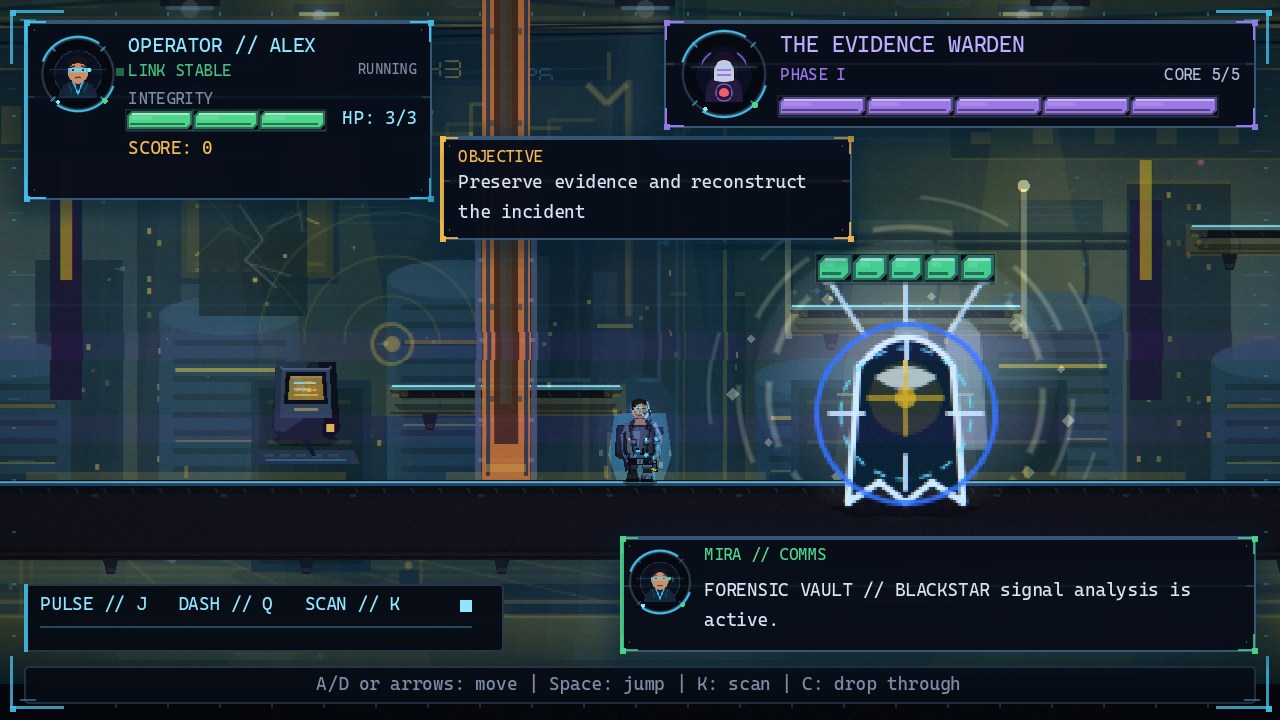 OPERATOR // ALEX
LINK STABLE
RUNNING
INTEGRITY
HP: 3/3
SCORE: 0
THE EVIDENCE WARDEN
PHASE I
CORE 5/5
OBJECTIVE
Preserve evidence and reconstruct
the incident
MIRA // COMMS
FORENSIC VAULT // BLACKSTAR signal analysis is
active.
PULSE // J DASH // Q SCAN // K
A/D or arrows: move | Space: jump | K: scan | C: drop through